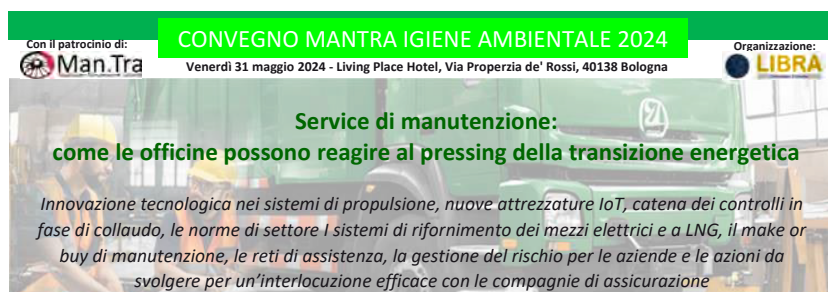 CONVEGNO MANTRA IGIENE AMBIENTALE 2024
Con il patrocinio di:
Man.Tra
Venerdì 31 maggio 2024 - Living Place Hotel, Via Properzia de' Rossi, 40138 Bologna
Organizzazione:
LIBRA
Service di manutenzione:
come le officine possono reagire al pressing della transizione energetica
Innovazione tecnologica nei sistemi di propulsione, nuove attrezzature IoT, catena dei controlli in
fase di collaudo, le norme di settore I sistemi di rifornimento dei mezzi elettrici e a LNG, il make or
buy di manutenzione, le reti di assistenza, la gestione del rischio per le aziende e le azioni da
svolgere per un'interlocuzione efficace con le compagnie di assicurazione